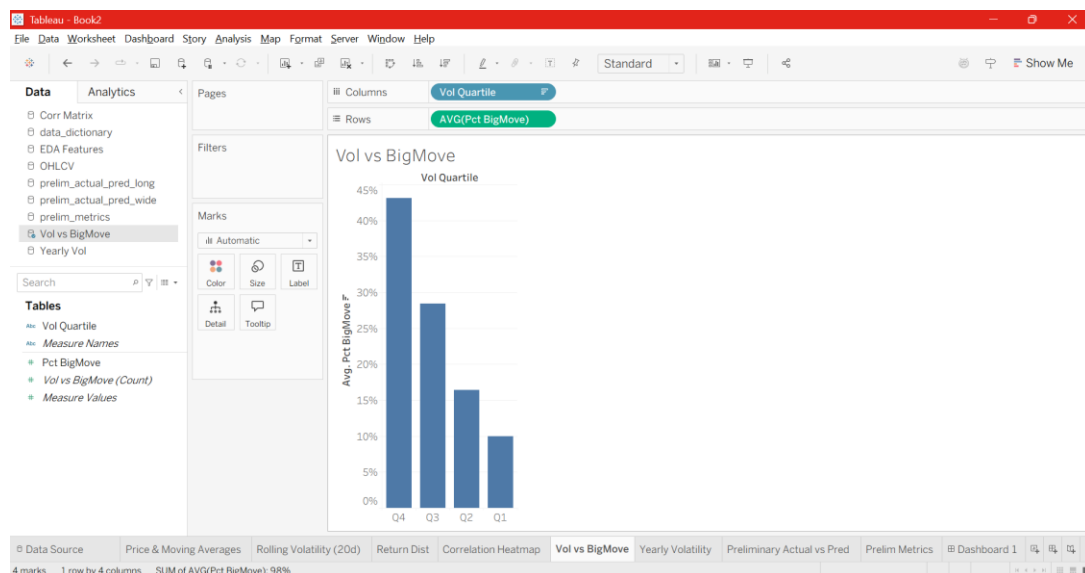 Tableau - Book2
File Data Worksheet Dashboard Story Analysis Map Format Server Window Help
Standard
Show Me
Data Analytics
Pages
Columns Vol Quartile
Rows AVG(Pct BigMove)
Corr Matrix
data_dictionary
EDA Features
OHLCV
prelim_actual_pred_long
prelim_actual_pred_wide
prelim_metrics
Vol vs BigMove
Yearly Vol
Search
Tables
Abc Vol Quartile
Abc Measure Names
# Pct BigMove
# Vol vs BigMove (Count)
# Measure Values
Filters
Marks
Automatic
Color Size Label
Detail Tooltip
Vol vs BigMove
Vol Quartile
45%
40%
35%
30%
25%
20%
15%
10%
5%
0%
Avg. Pct BigMove
Q4 Q3 Q2 Q1
Data Source Price & Moving Averages Rolling Volatility (20d) Return Dist Correlation Heatmap Vol vs BigMove Yearly Volatility Preliminary Actual vs Pred Prelim Metrics Dashboard 1
4 marks 1 row by 4 columns SUM of AVG(Pct BigMove): 98%